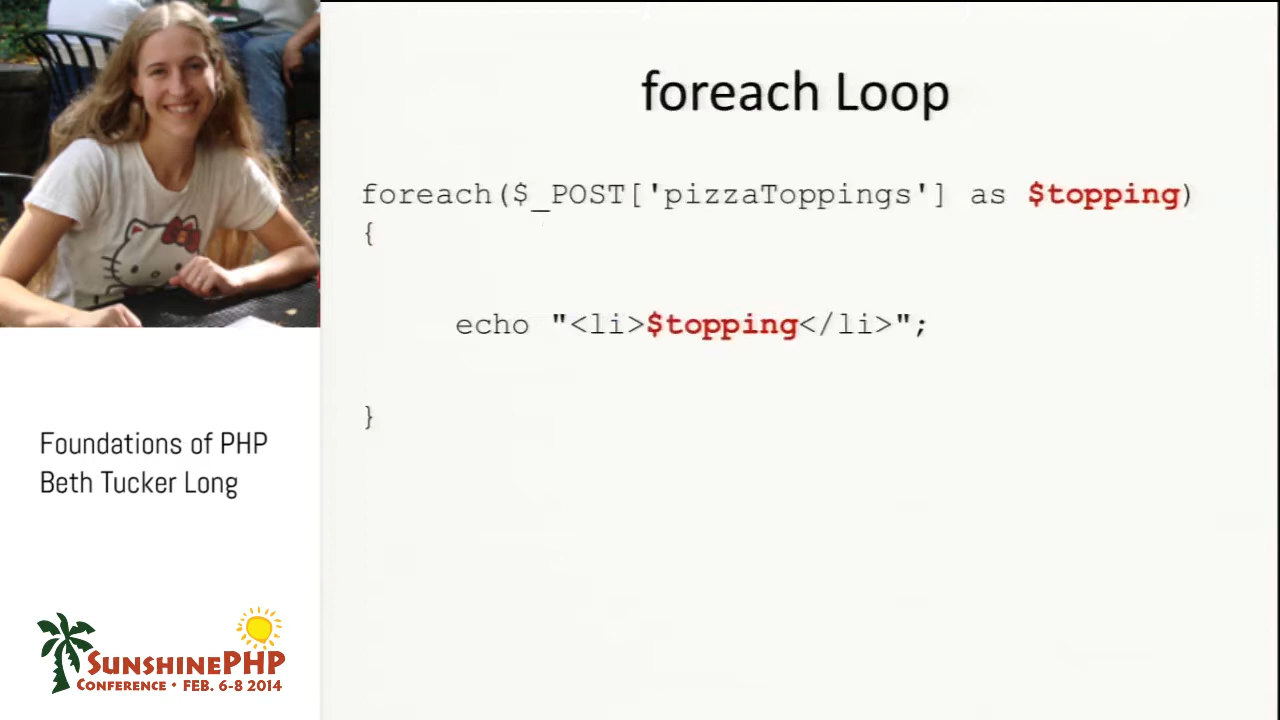 foreach Loop
foreach($_POST['pizzaToppings'] as $topping)
{
echo "<li>$topping</li>";
}
Foundations of PHP
Beth Tucker Long
SUNSHINEPHP
CONFERENCE • FEB. 6-8 2014